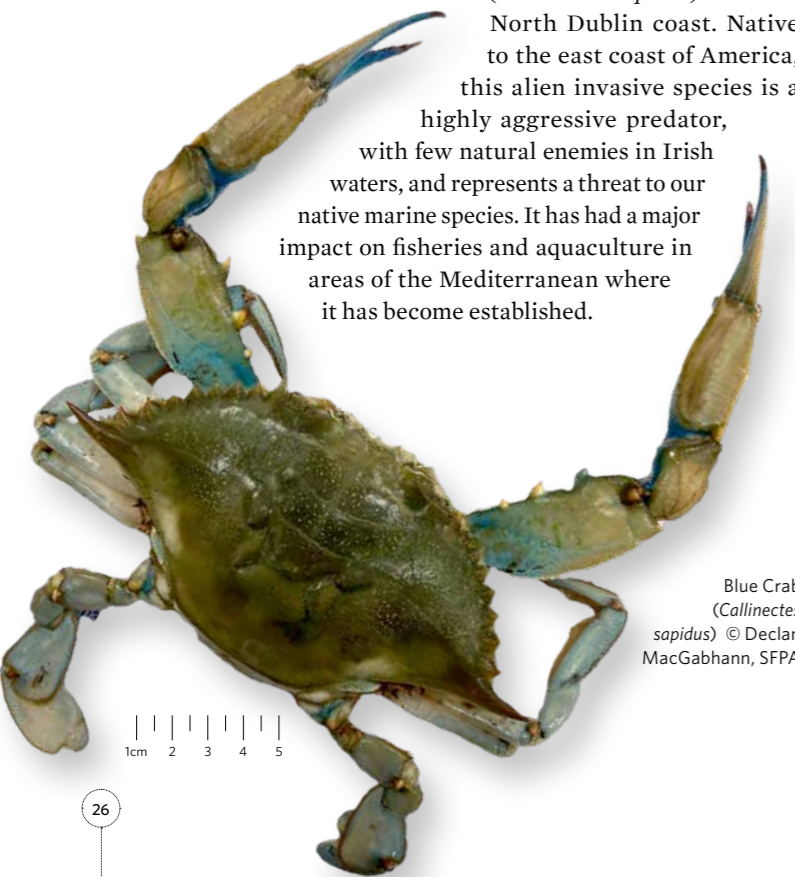 North Dublin coast. Native
to the east coast of America,
this alien invasive species is a
highly aggressive predator,
with few natural enemies in Irish
waters, and represents a threat to our
native marine species. It has had a major
impact on fisheries and aquaculture in
areas of the Mediterranean where
it has become established.
Blue Crab
(Callinectes
sapidus) © Declan
MacGabhann, SFPA
1cm 2 3 4 5
26